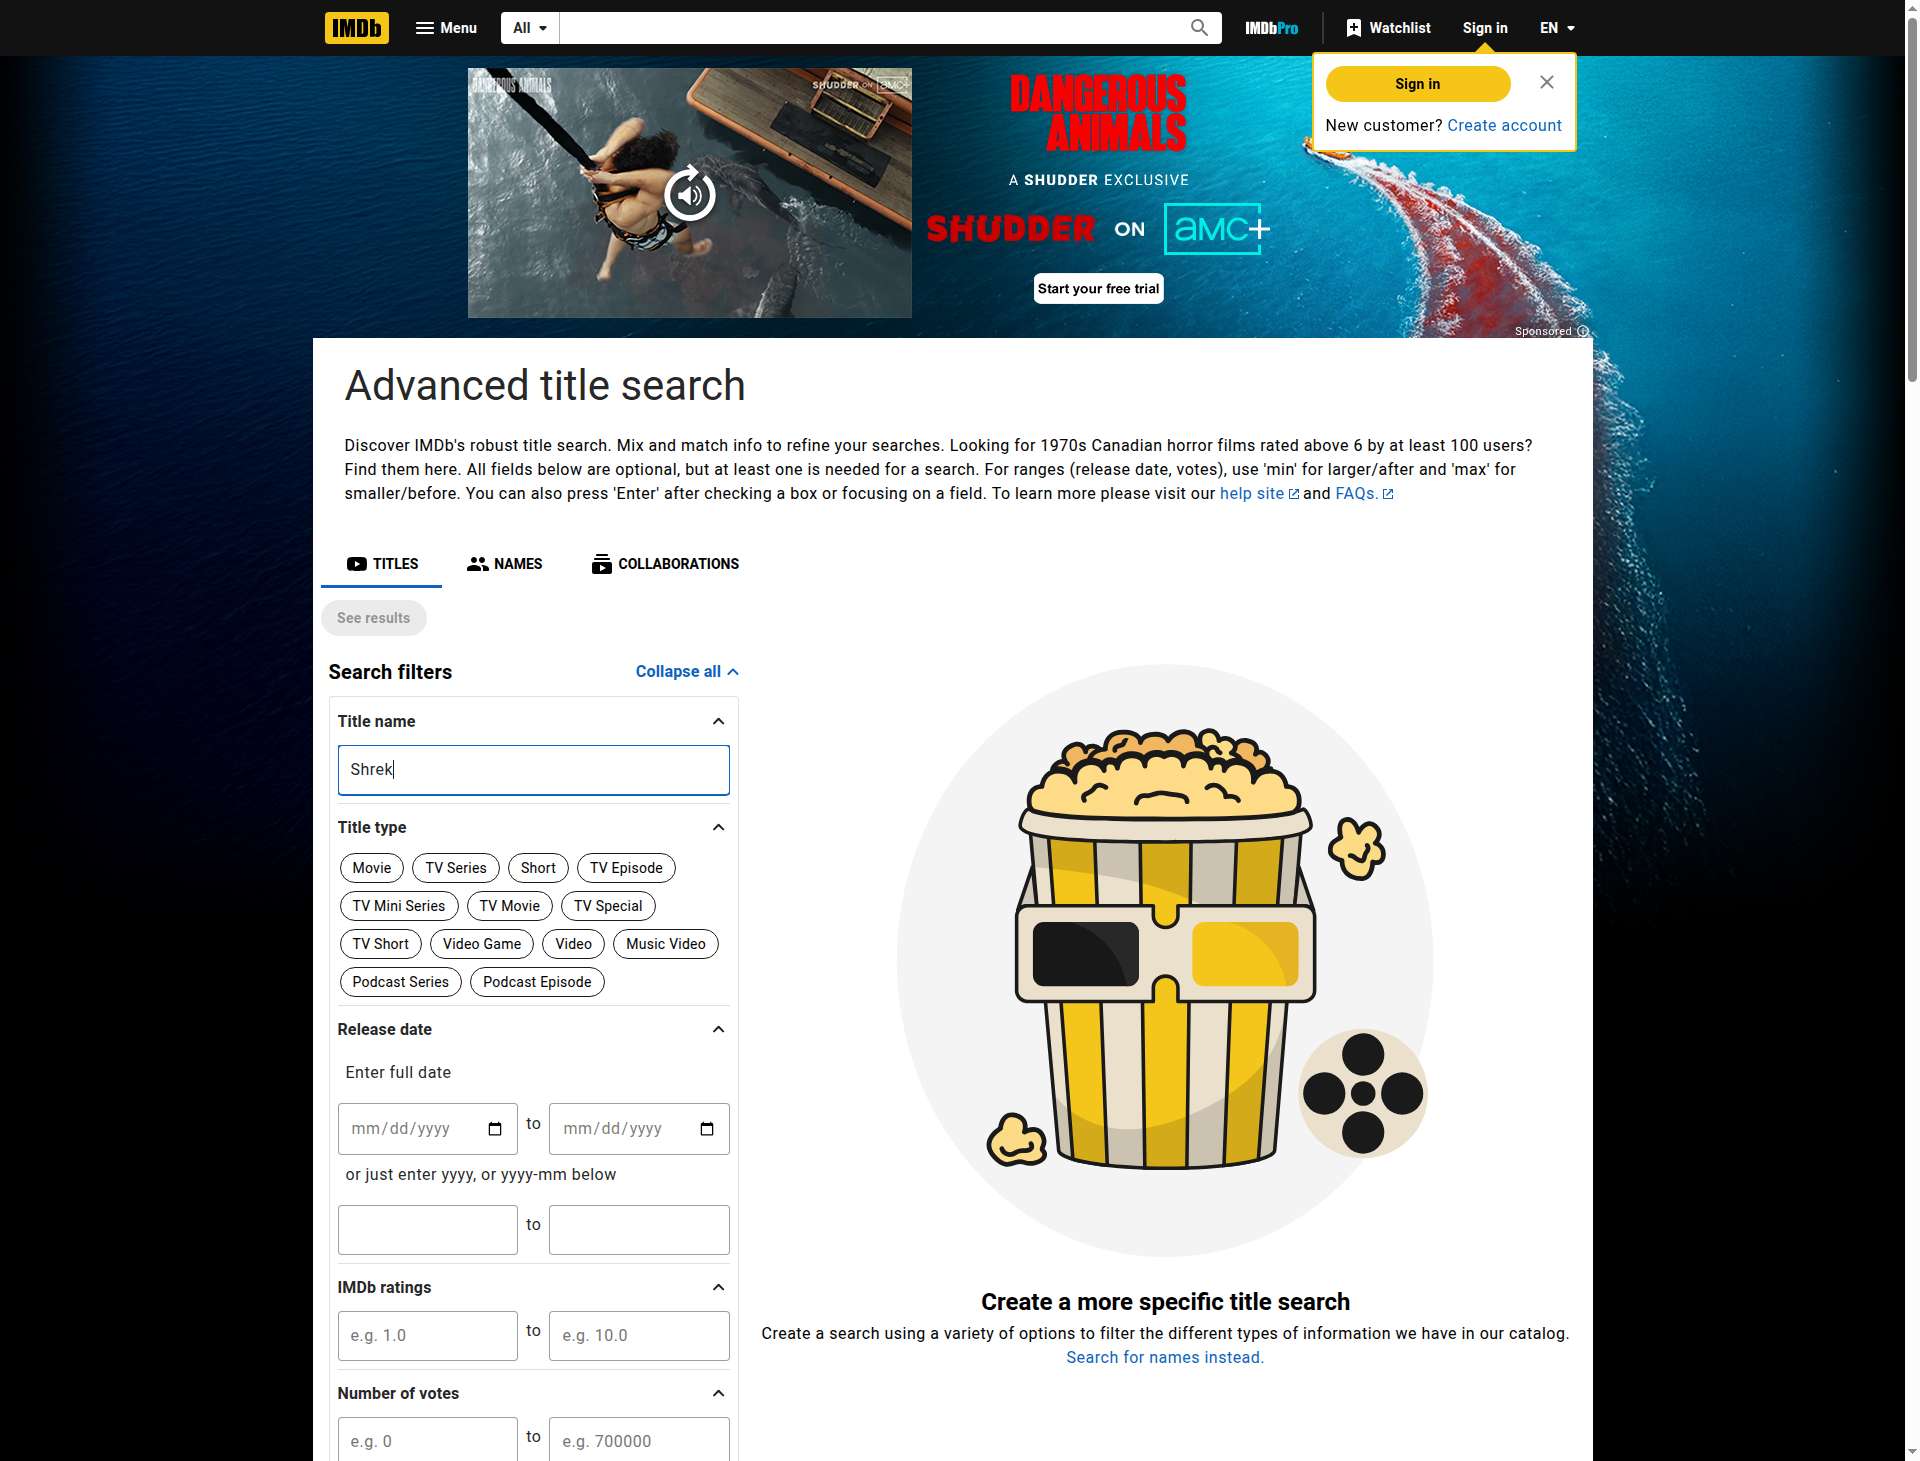 IMDb
Menu
All
IMDbPro
Watchlist
Sign in
EN
Sign in
New customer? Create account
DANGEROUS ANIMALS
SHUDDER ON amc+
DANGEROUS
ANIMALS
A SHUDDER EXCLUSIVE
SHUDDER ON amc+
Start your free trial
Sponsored
Advanced title search
Discover IMDb's robust title search. Mix and match info to refine your searches. Looking for 1970s Canadian horror films rated above 6 by at least 100 users?
Find them here. All fields below are optional, but at least one is needed for a search. For ranges (release date, votes), use 'min' for larger/after and 'max' for
smaller/before. You can also press 'Enter' after checking a box or focusing on a field. To learn more please visit our help site and FAQs.
TITLES
NAMES
COLLABORATIONS
See results
Search filters
Collapse all
Title name
Shrek
Title type
Movie
TV Series
Short
TV Episode
TV Mini Series
TV Movie
TV Special
TV Short
Video Game
Video
Music Video
Podcast Series
Podcast Episode
Release date
Enter full date
mm/dd/yyyy
to
mm/dd/yyyy
or just enter yyyy, or yyyy-mm below
to
IMDb ratings
e.g. 1.0
to
e.g. 10.0
Number of votes
e.g. 0
to
e.g. 700000
Create a more specific title search
Create a search using a variety of options to filter the different types of information we have in our catalog.
Search for names instead.